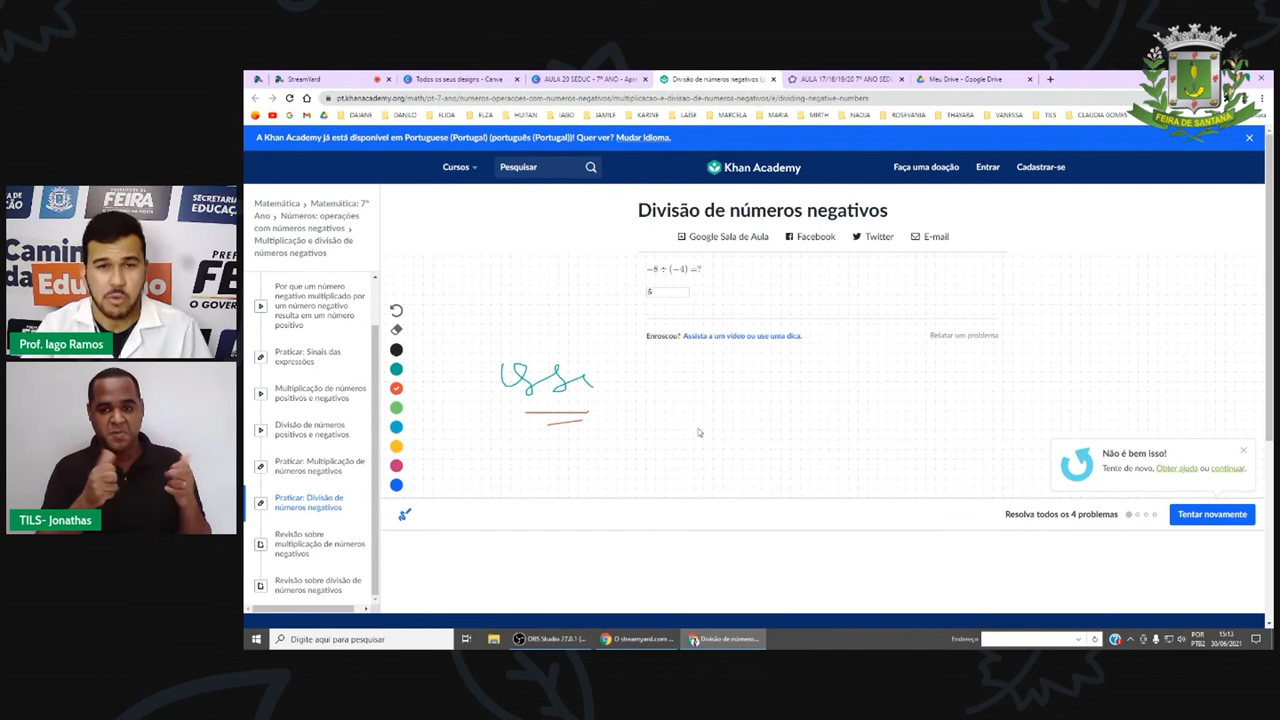 FEIRA DE SANTANA
StreamYard
Todos os seus designs - Canva
AULA 20 SEDUC - 7º ANO - Apre
Divisão de números negativos (p
AULA 17/18/19/20 7º ANO SEDU
Meu Drive - Google Drive
pt.khanacademy.org/math/pt-7-ano/numeros-operacoes-com-numeros-negativos/multiplicacao-e-divisao-de-numeros-negativos/e/dividing-negative-numbers
DAIANE
DANILO
ELIDA
ELZA
HUITAN
IAGO
JAMILE
KARINE
LAÍSE
MARCELA
MARIA
MIRTH
NADJA
ROSEVANIA
THAYARA
VANESSA
TILS
CLAUDIA GOMES
A Khan Academy já está disponível em Portuguese (Portugal) (português (Portugal))! Quer ver? Mudar Idioma.
Cursos
Pesquisar
Khan Academy
Faça uma doação
Entrar
Cadastrar-se
Matemática > Matemática: 7º
Ano > Números: operações
com números negativos >
Multiplicação e divisão de
números negativos
Por que um número
negativo multiplicado por
um número negativo
resulta em um número
positivo
Praticar: Sinais das
expressões
Multiplicação de números
positivos e negativos
Divisão de números
positivos e negativos
Praticar: Multiplicação de
números negativos
Praticar: Divisão de
números negativos
Revisão sobre
multiplicação de números
negativos
Revisão sobre divisão de
números negativos
Divisão de números negativos
Google Sala de Aula
Facebook
Twitter
E-mail
−8 ÷ (−4) =?
5
Enroscou? Assista a um vídeo ou use uma dica.
Relatar um problema
Não é bem isso!
Tente de novo, Obter ajuda ou continuar.
Resolva todos os 4 problemas
Tentar novamente
Digite aqui para pesquisar
OBS Studio 27.0.1 (...
O streamyard.com ...
Divisão de número...
Endereço
POR
PTB2
15:13
30/06/2021
PREFEITURA DE
FEIRA
SECRETARIA
EDUCAÇÃO
O GOVERNO
Prof. Iago Ramos
TILS- Jonathas